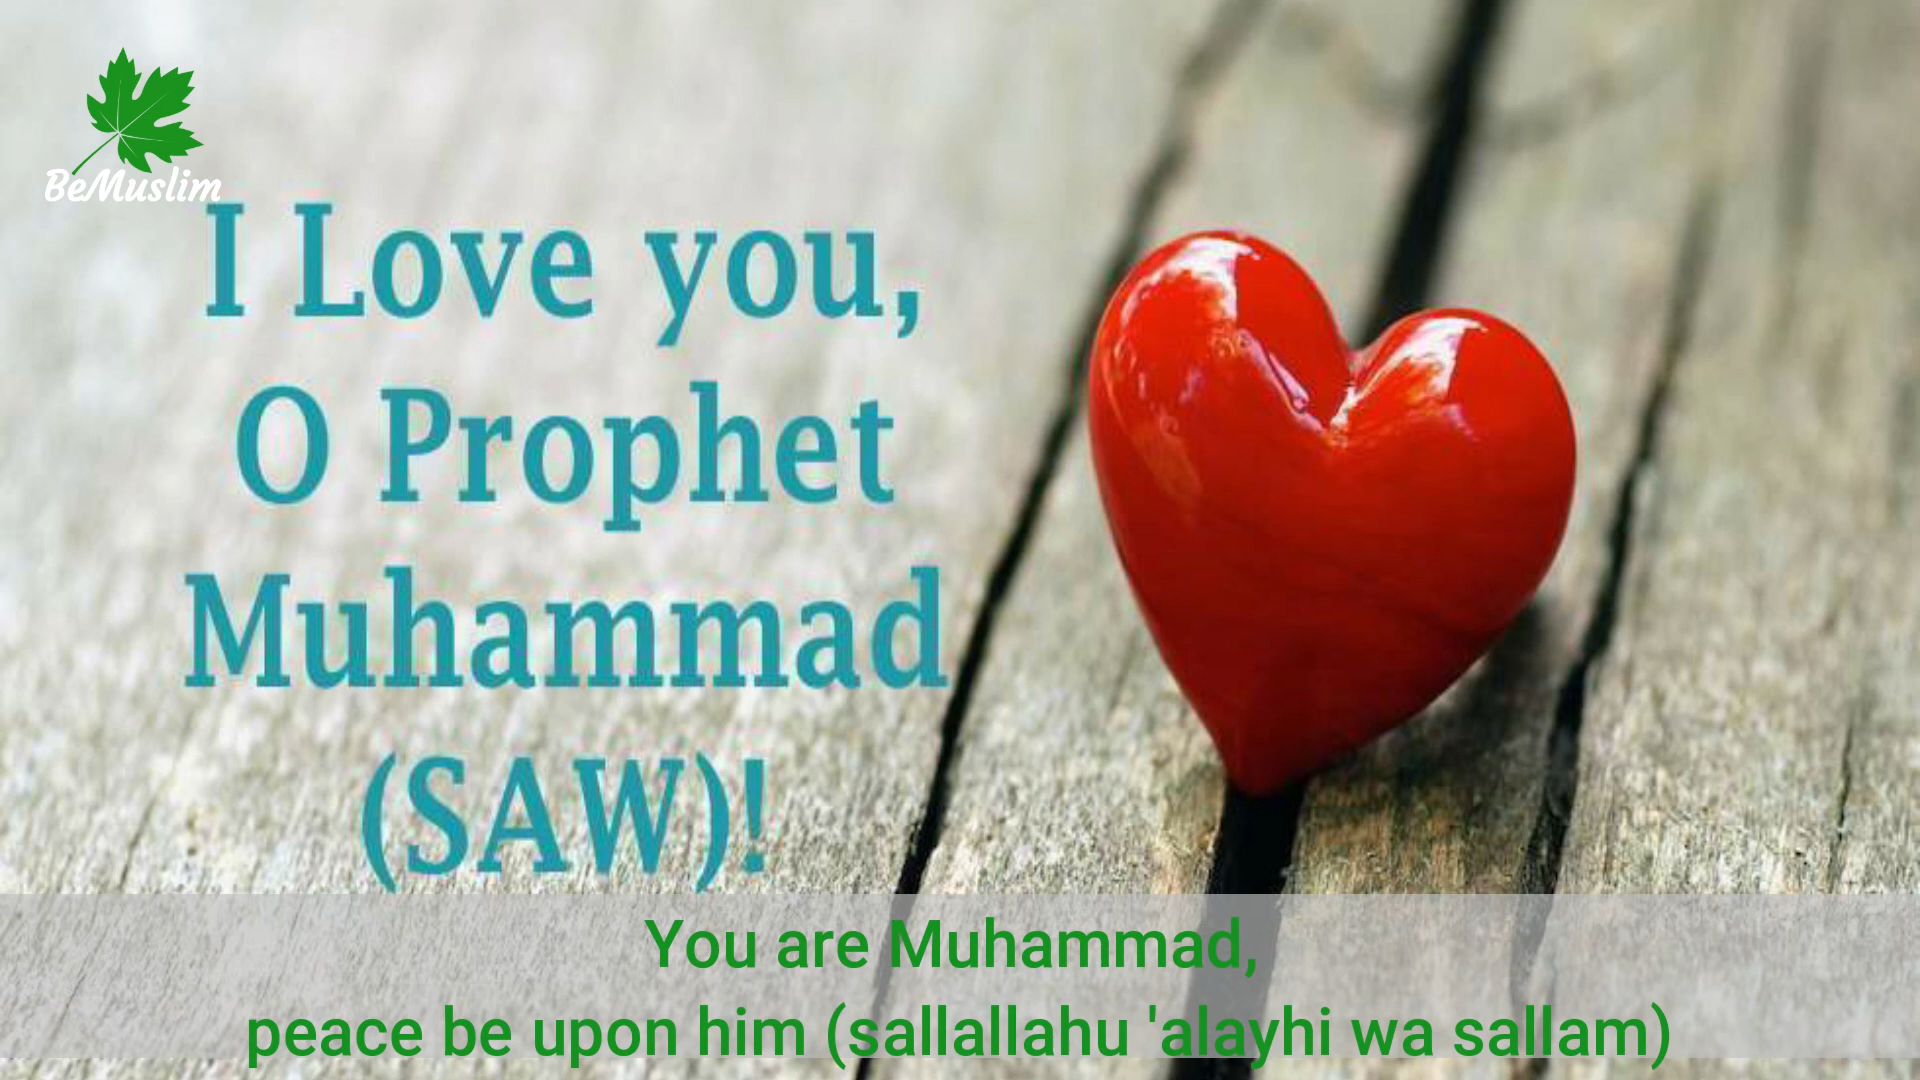 BeMuslim
I Love you,
O Prophet
Muhammad
(SAW)!
You are Muhammad,
peace be upon him (sallallahu 'alayhi wa sallam)